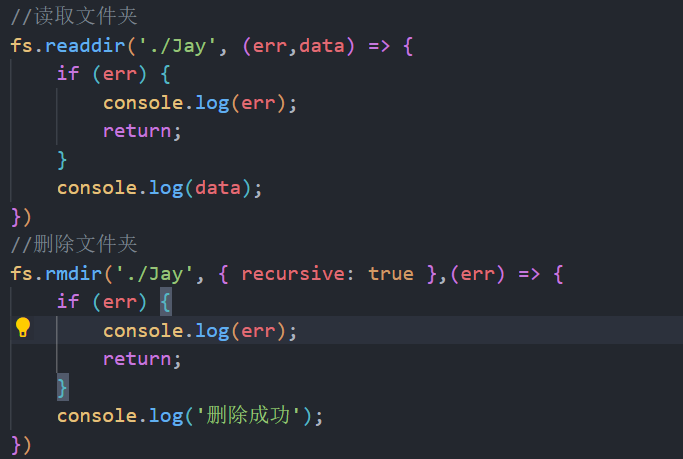 //读取文件夹
fs.readdir('./Jay', (err,data) => {
    if (err) {
        console.log(err);
        return;
    }
    console.log(data);
})
//删除文件夹
fs.rmdir('./Jay', { recursive: true },(err) => {
    if (err) {
        console.log(err);
        return;
    }
    console.log('删除成功');
})